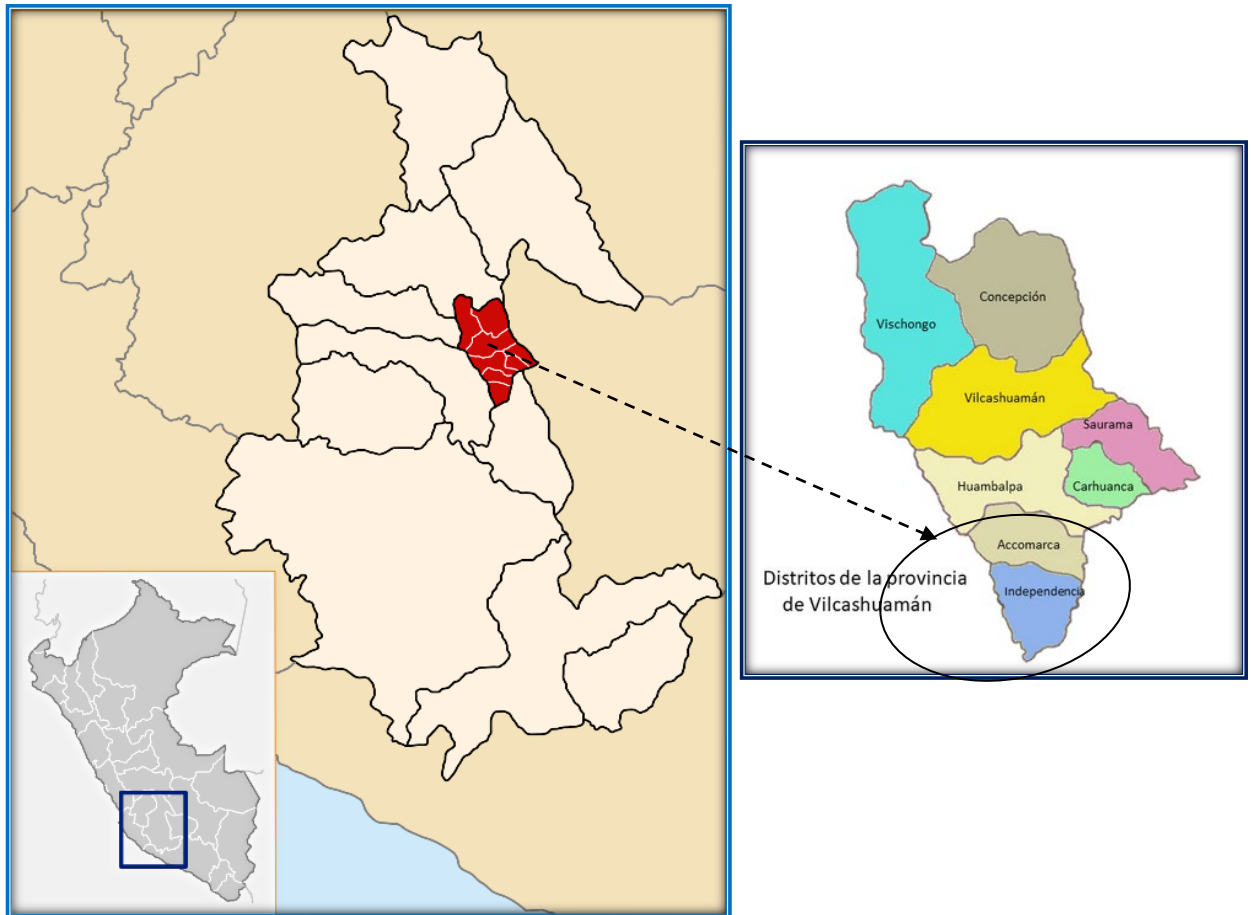 Concepción
Vischongo
Vilcashuamán
Saurama
Huambalpa
Carhuanca
Accomarca
Distritos de la provincia
de Vilcashuamán
Independencia